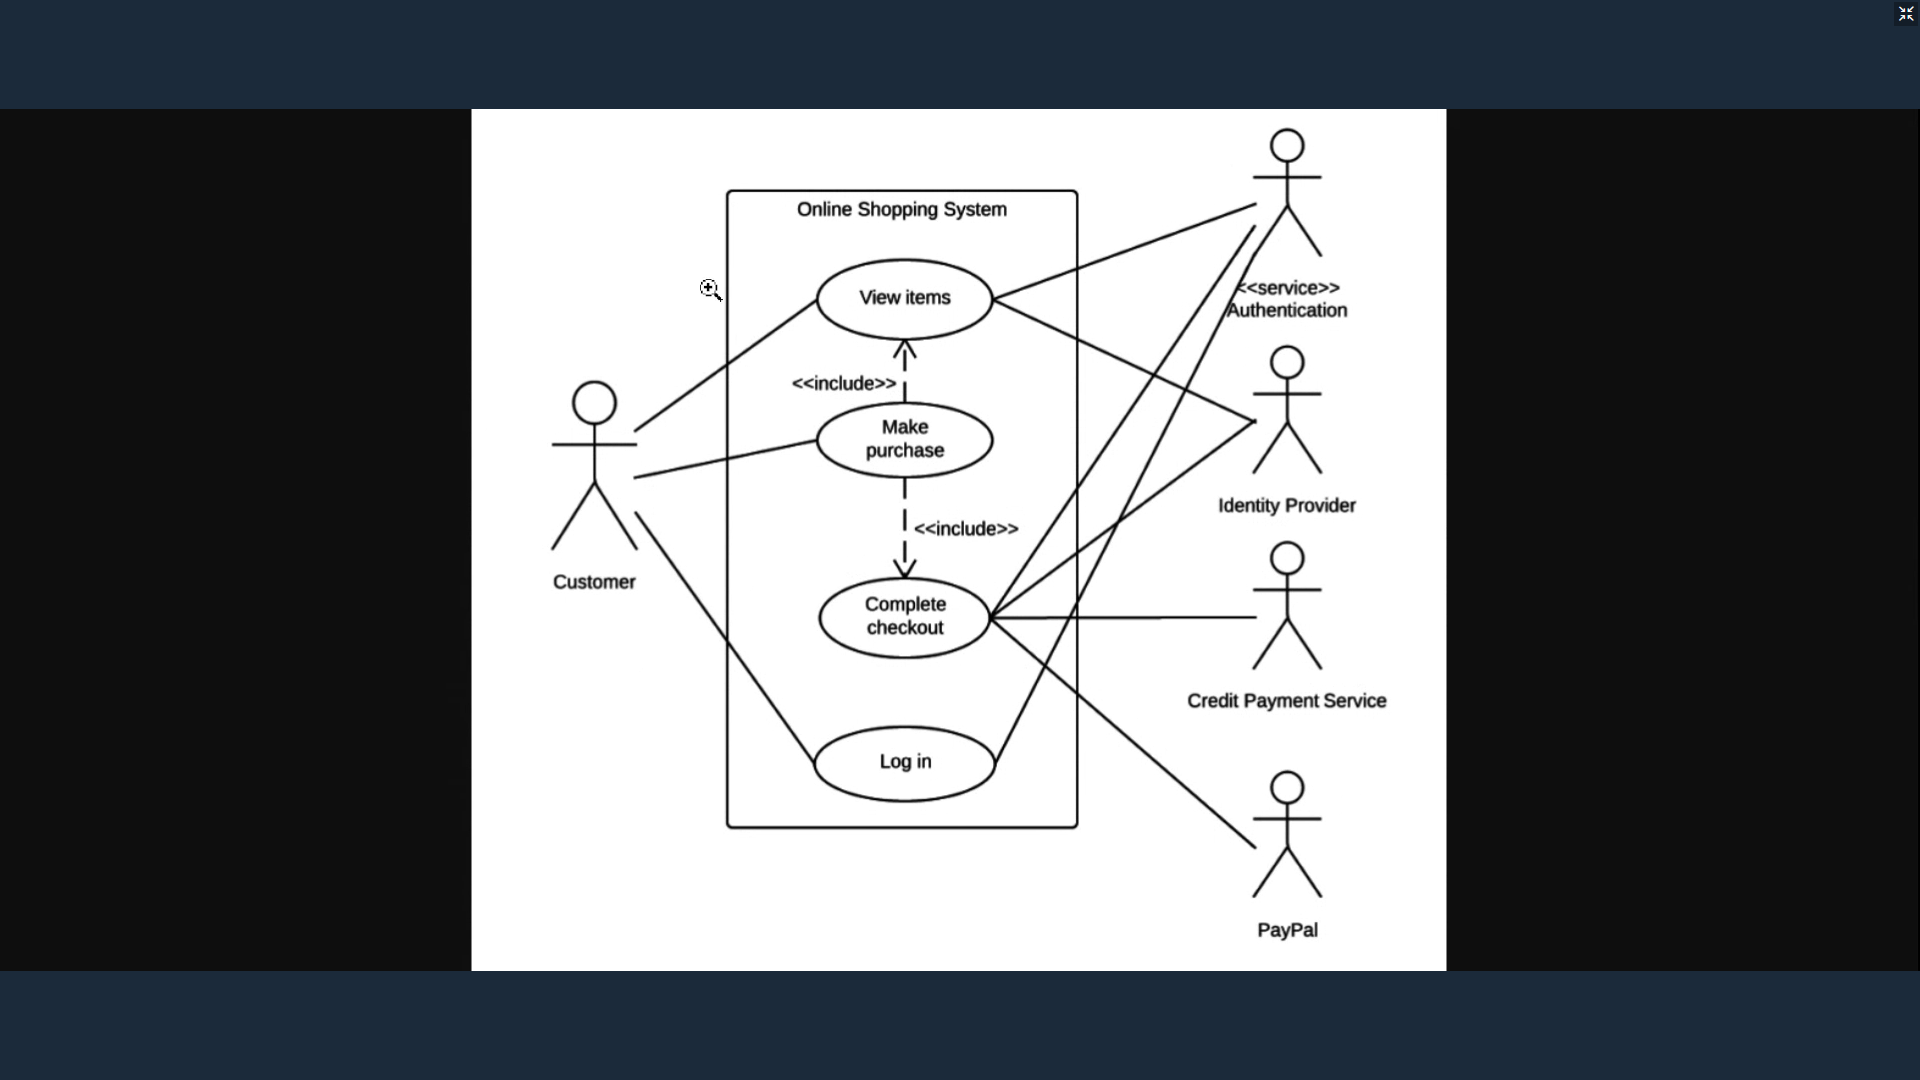 Online Shopping System
View items
<<include>>
Make
purchase
<<include>>
Complete
checkout
Log in
Customer
<<service>>
Authentication
Identity Provider
Credit Payment Service
PayPal